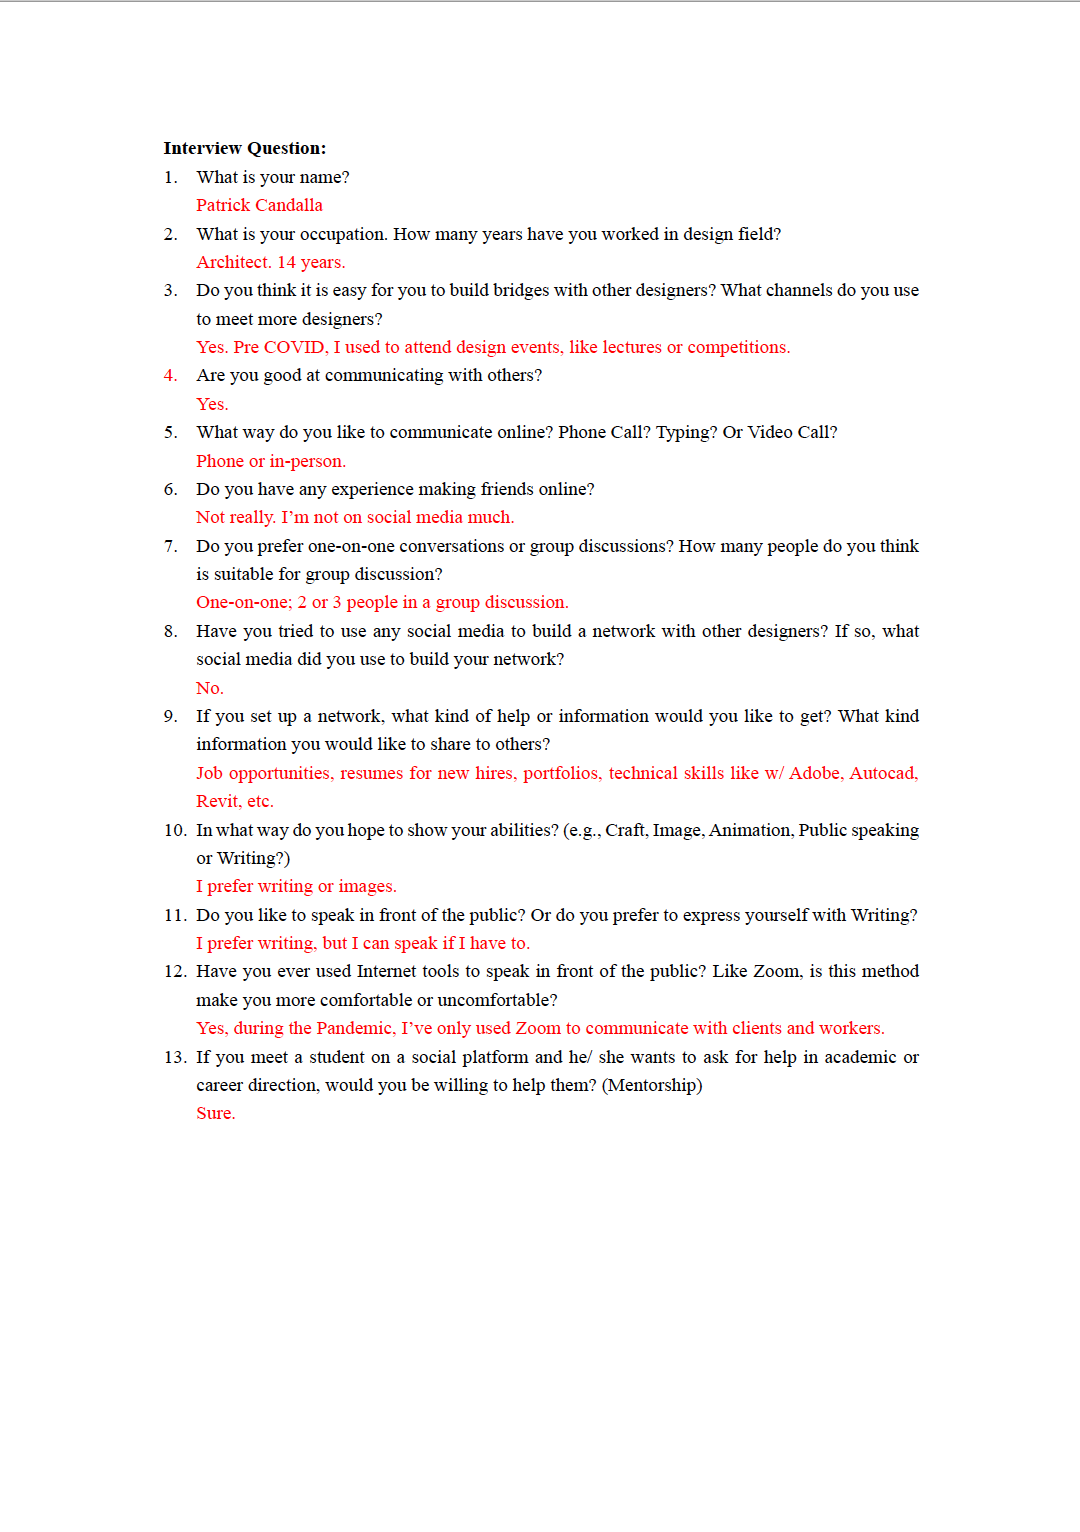 Interview Question:
1. What is your name?
Patrick Candalla
2. What is your occupation. How many years have you worked in design field?
Architect. 14 years.
3. Do you think it is easy for you to build bridges with other designers? What channels do you use
to meet more designers?
Yes. Pre COVID, I used to attend design events, like lectures or competitions.
4. Are you good at communicating with others?
Yes.
5. What way do you like to communicate online? Phone Call? Typing? Or Video Call?
Phone or in-person.
6. Do you have any experience making friends online?
Not really. I’m not on social media much.
7. Do you prefer one-on-one conversations or group discussions? How many people do you think
is suitable for group discussion?
One-on-one; 2 or 3 people in a group discussion.
8. Have you tried to use any social media to build a network with other designers? If so, what
social media did you use to build your network?
No.
9. If you set up a network, what kind of help or information would you like to get? What kind
information you would like to share to others?
Job opportunities, resumes for new hires, portfolios, technical skills like w/ Adobe, Autocad,
Revit, etc.
10. In what way do you hope to show your abilities? (e.g., Craft, Image, Animation, Public speaking
or Writing?)
I prefer writing or images.
11. Do you like to speak in front of the public? Or do you prefer to express yourself with Writing?
I prefer writing, but I can speak if I have to.
12. Have you ever used Internet tools to speak in front of the public? Like Zoom, is this method
make you more comfortable or uncomfortable?
Yes, during the Pandemic, I’ve only used Zoom to communicate with clients and workers.
13. If you meet a student on a social platform and he/ she wants to ask for help in academic or
career direction, would you be willing to help them? (Mentorship)
Sure.